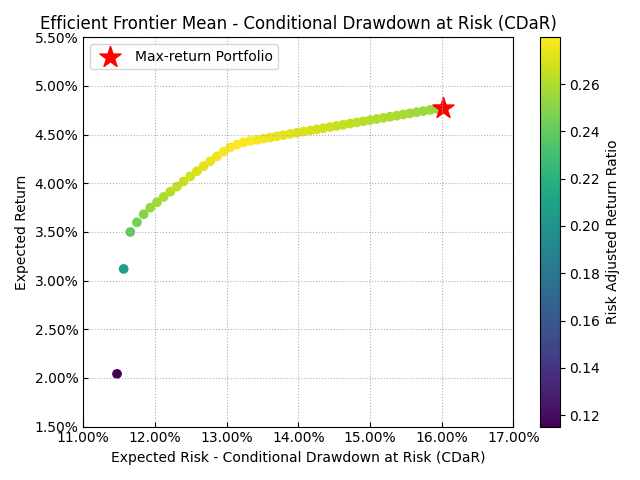 Efficient Frontier Mean - Conditional Drawdown at Risk (CDaR)
Max-return Portfolio
5.50%
5.00%
4.50%
4.00%
3.50%
3.00%
2.50%
2.00%
1.50%
Expected Return
11.00% 12.00% 13.00% 14.00% 15.00% 16.00% 17.00%
Expected Risk - Conditional Drawdown at Risk (CDaR)
0.26
0.24
0.22
0.20
0.18
0.16
0.14
0.12
Risk Adjusted Return Ratio